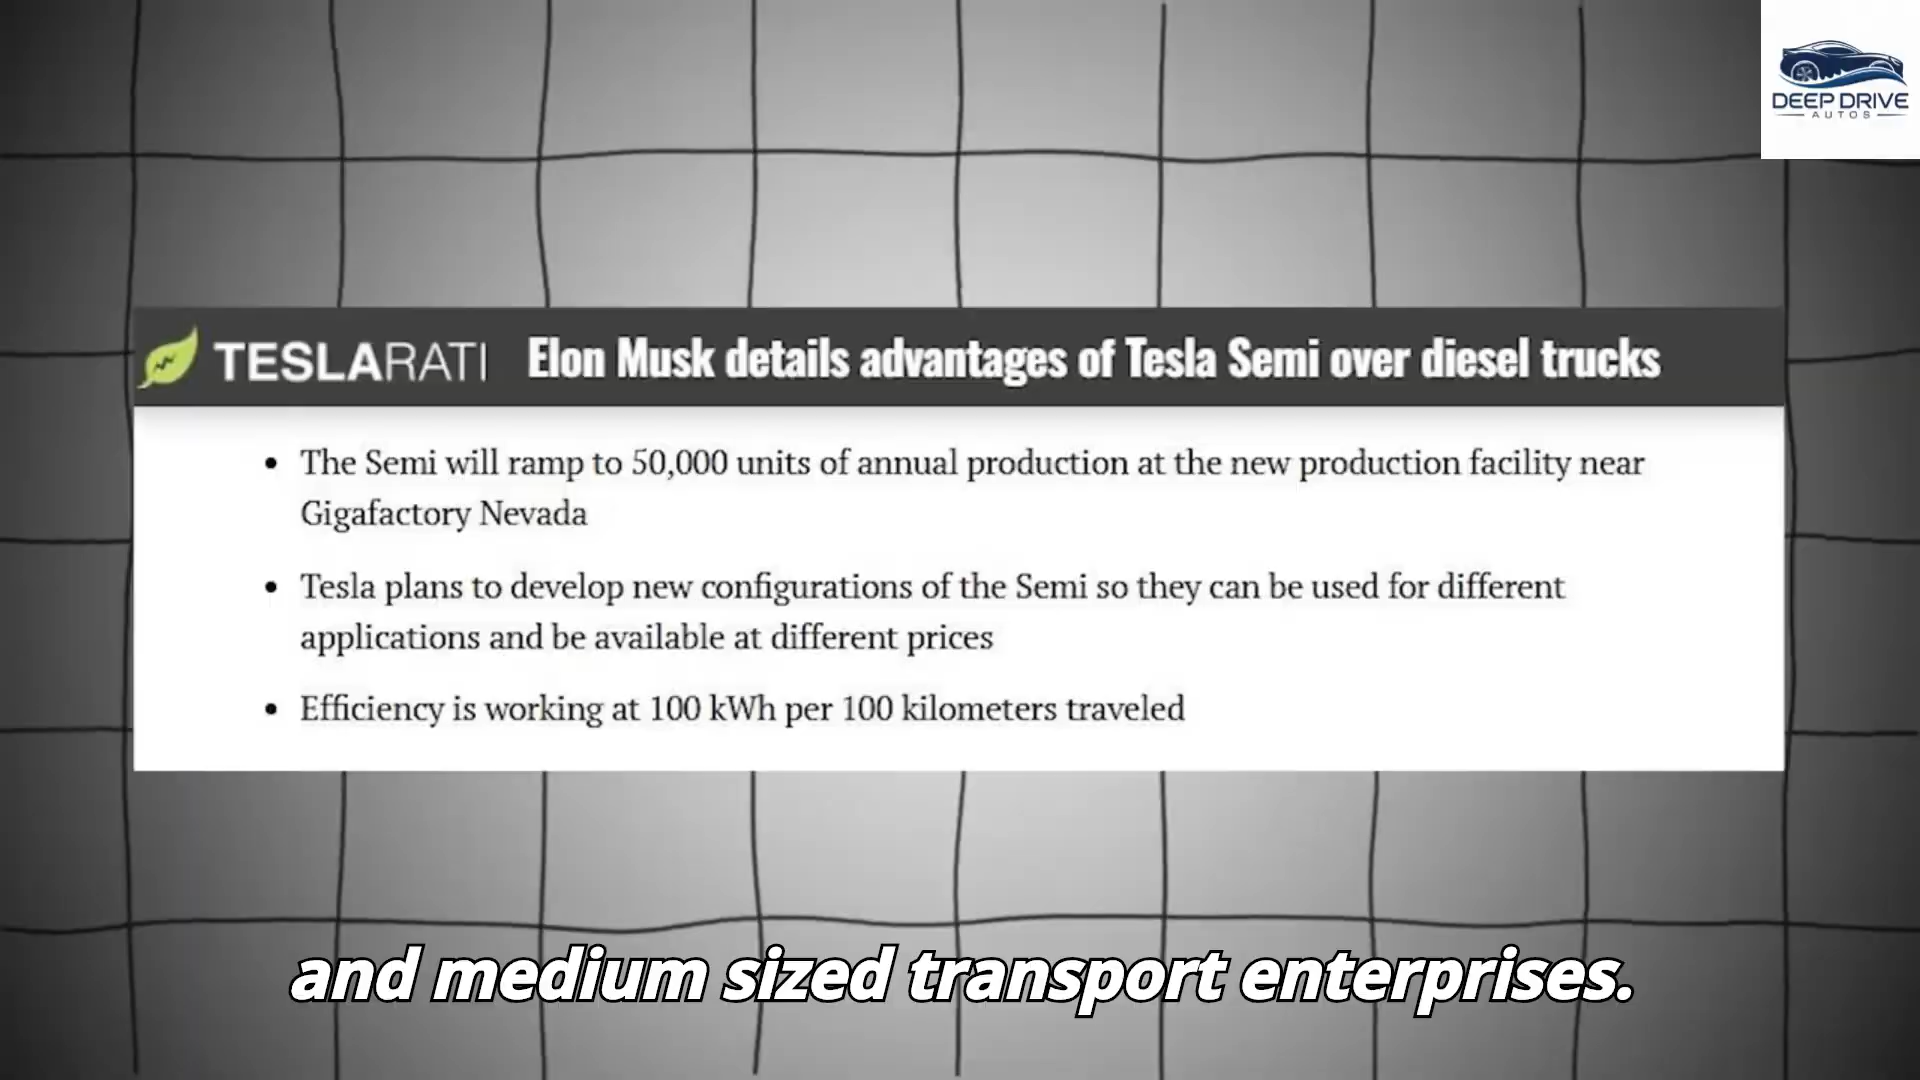 DEEP DRIVE
AUTOS
TESLARATI Elon Musk details advantages of Tesla Semi over diesel trucks
• The Semi will ramp to 50,000 units of annual production at the new production facility near
Gigafactory Nevada
• Tesla plans to develop new configurations of the Semi so they can be used for different
applications and be available at different prices
• Efficiency is working at 100 kWh per 100 kilometers traveled
and medium sized transport enterprises.